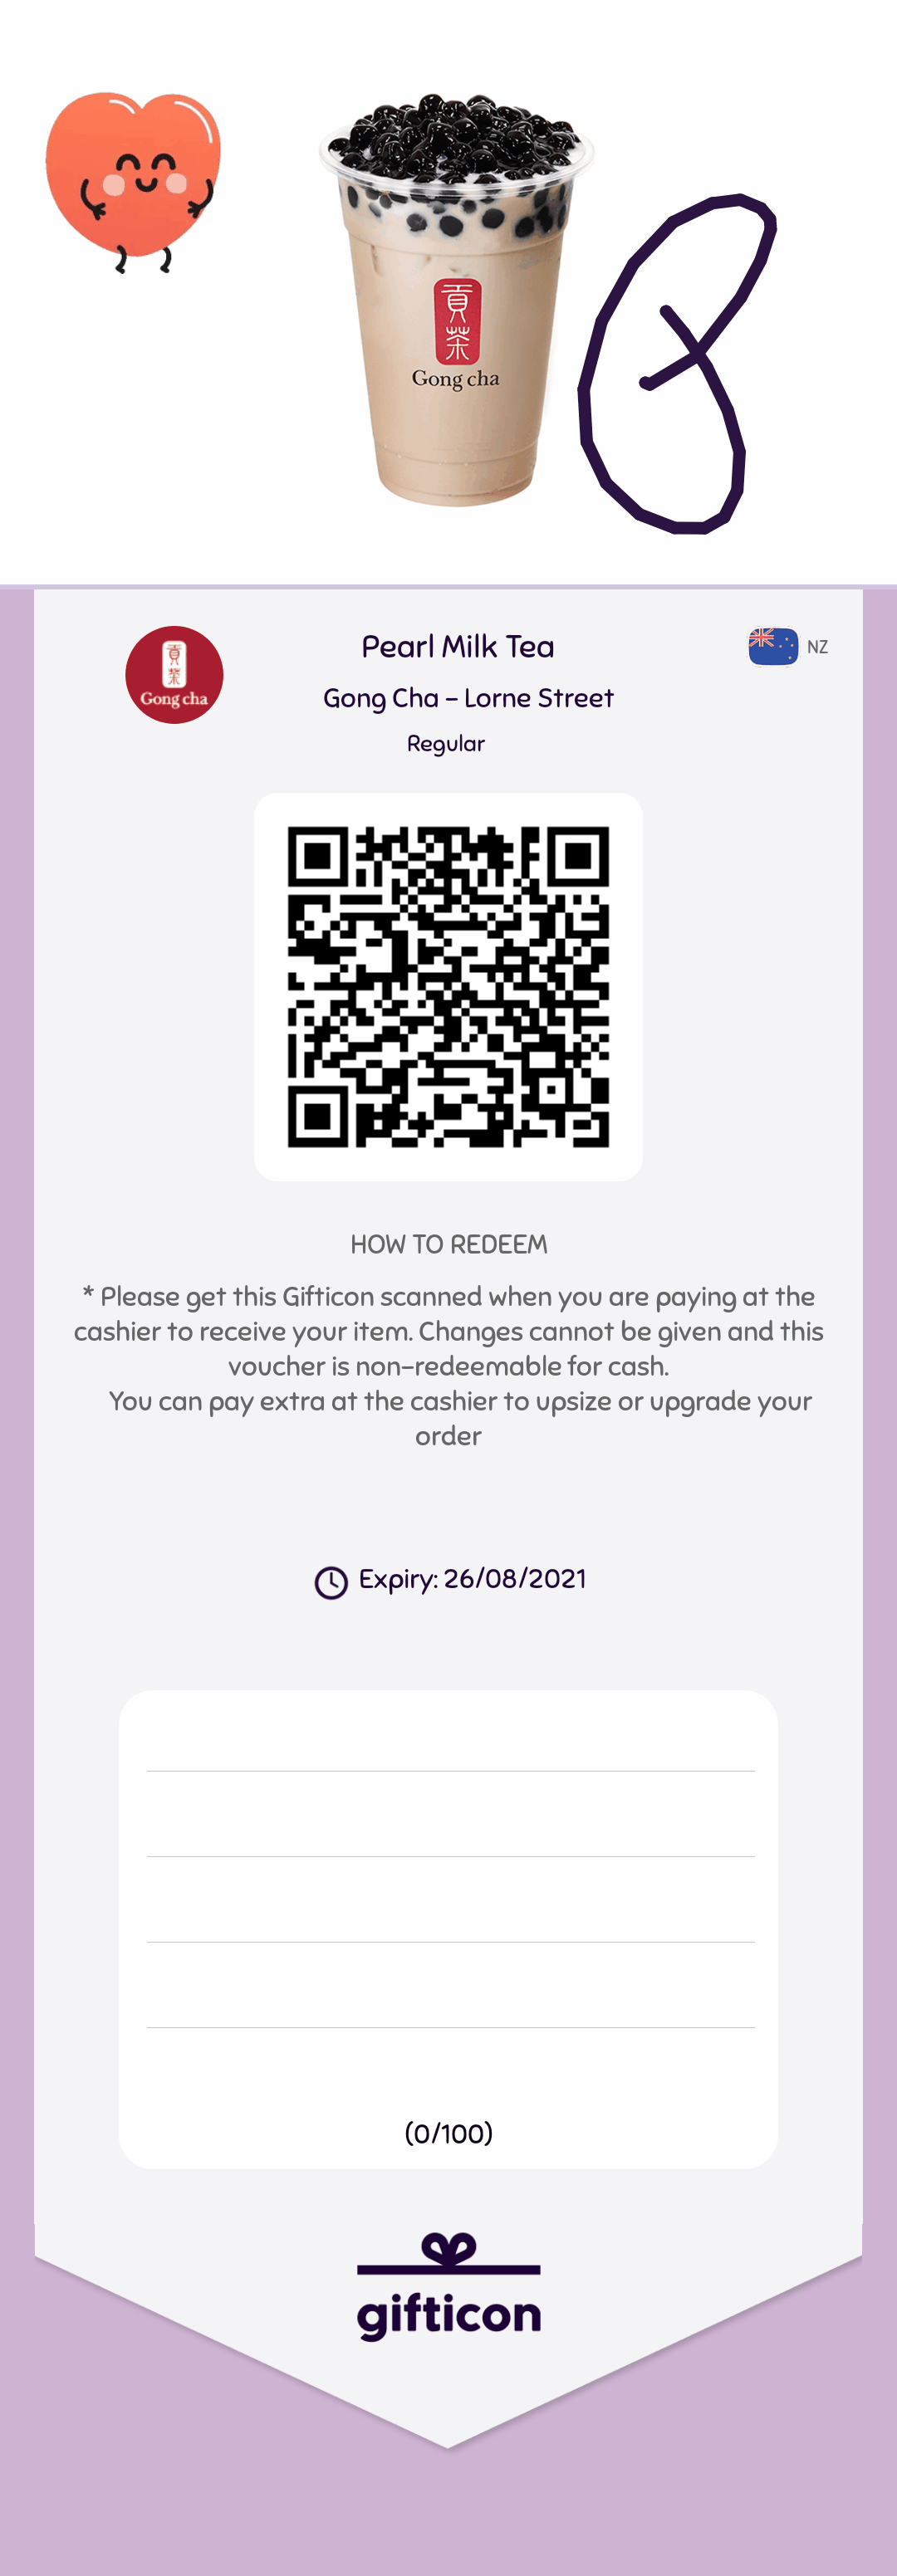 貢茶
Gong cha
貢茶
Gong cha
Pearl Milk Tea
Gong Cha - Lorne Street
Regular
NZ
HOW TO REDEEM
* Please get this Gifticon scanned when you are paying at the
cashier to receive your item. Changes cannot be given and this
voucher is non-redeemable for cash.
You can pay extra at the cashier to upsize or upgrade your
order
Expiry: 26/08/2021
(0/100)
gifticon